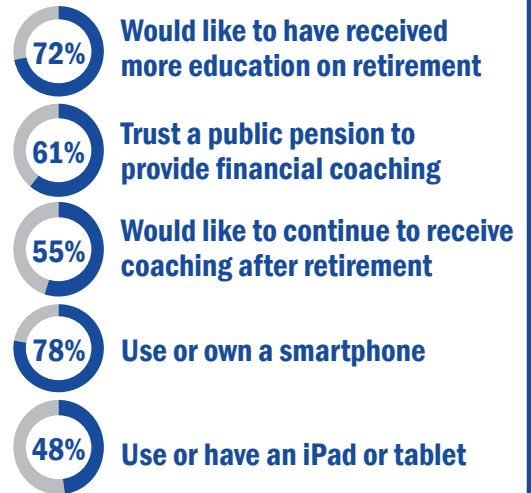 72%
Would like to have received
more education on retirement
61%
Trust a public pension to
provide financial coaching
55%
Would like to continue to receive
coaching after retirement
78%
Use or own a smartphone
48%
Use or have an iPad or tablet